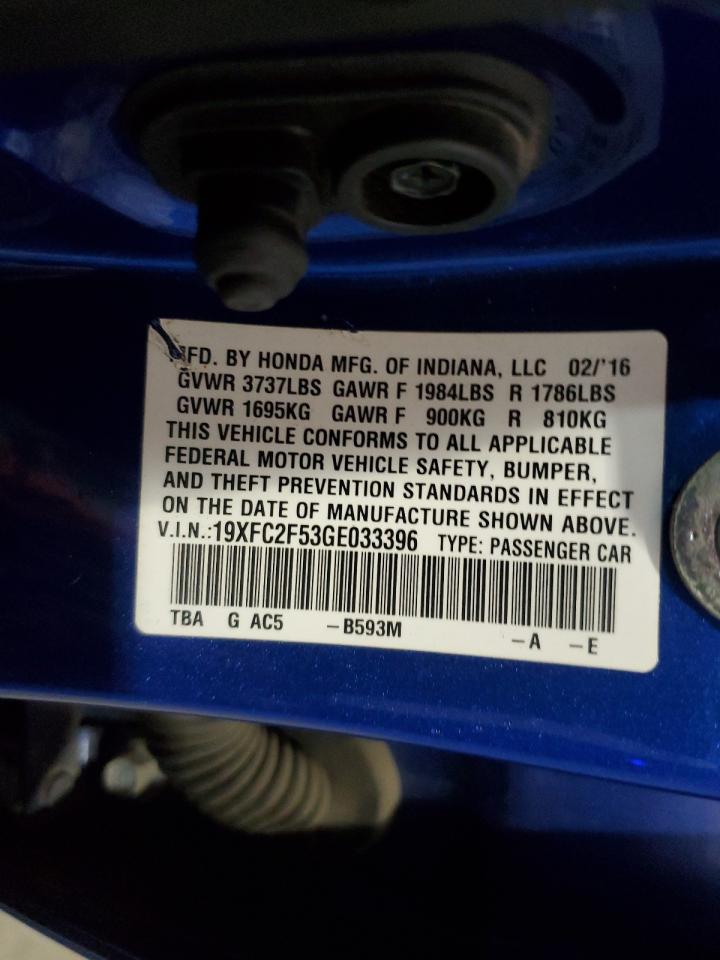 MFD. BY HONDA MFG. OF INDIANA, LLC 02/'16
GVWR 3737LBS GAWR F 1984LBS R 1786LBS
GVWR 1695KG GAWR F 900KG R 810KG
THIS VEHICLE CONFORMS TO ALL APPLICABLE
FEDERAL MOTOR VEHICLE SAFETY, BUMPER,
AND THEFT PREVENTION STANDARDS IN EFFECT
ON THE DATE OF MANUFACTURE SHOWN ABOVE.
V.I.N.:19XFC2F53GE033396 TYPE: PASSENGER CAR
TBA G AC5 –B593M –A –E